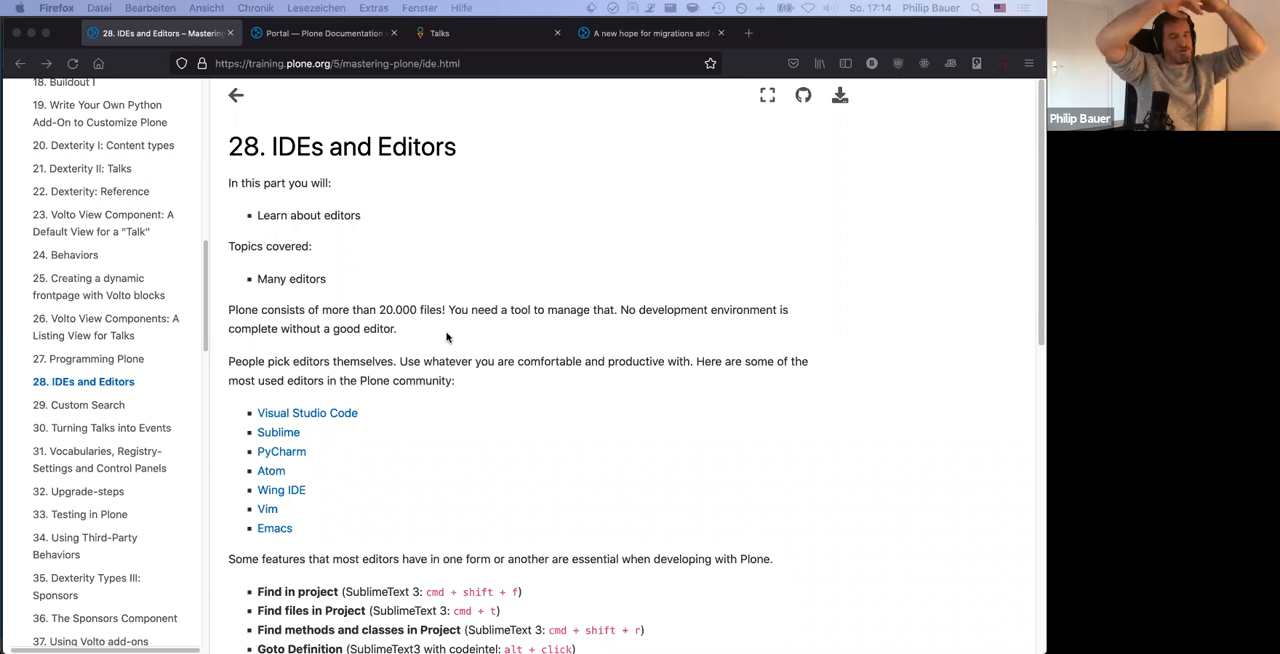 Firefox Datei Bearbeiten Ansicht Chronik Lesezeichen Extras Fenster Hilfe So. 17:14 Philip Bauer
28. IDEs and Editors – Mastering
Portal — Plone Documentation
Talks
A new hope for migrations and
https://training.plone.org/5/mastering-plone/ide.html
Philip Bauer
18. Buildout I
19. Write Your Own Python
Add-On to Customize Plone
20. Dexterity I: Content types
21. Dexterity II: Talks
22. Dexterity: Reference
23. Volto View Component: A
Default View for a "Talk"
24. Behaviors
25. Creating a dynamic
frontpage with Volto blocks
26. Volto View Components: A
Listing View for Talks
27. Programming Plone
28. IDEs and Editors
29. Custom Search
30. Turning Talks into Events
31. Vocabularies, Registry-
Settings and Control Panels
32. Upgrade-steps
33. Testing in Plone
34. Using Third-Party
Behaviors
35. Dexterity Types III:
Sponsors
36. The Sponsors Component
37. Using Volto add-ons
28. IDEs and Editors
In this part you will:
Learn about editors
Topics covered:
Many editors
Plone consists of more than 20.000 files! You need a tool to manage that. No development environment is
complete without a good editor.
People pick editors themselves. Use whatever you are comfortable and productive with. Here are some of the
most used editors in the Plone community:
Visual Studio Code
Sublime
PyCharm
Atom
Wing IDE
Vim
Emacs
Some features that most editors have in one form or another are essential when developing with Plone.
Find in project (SublimeText 3: cmd + shift + f)
Find files in Project (SublimeText 3: cmd + t)
Find methods and classes in Project (SublimeText 3: cmd + shift + r)
Goto Definition (SublimeText3 with codeintel: alt + click)